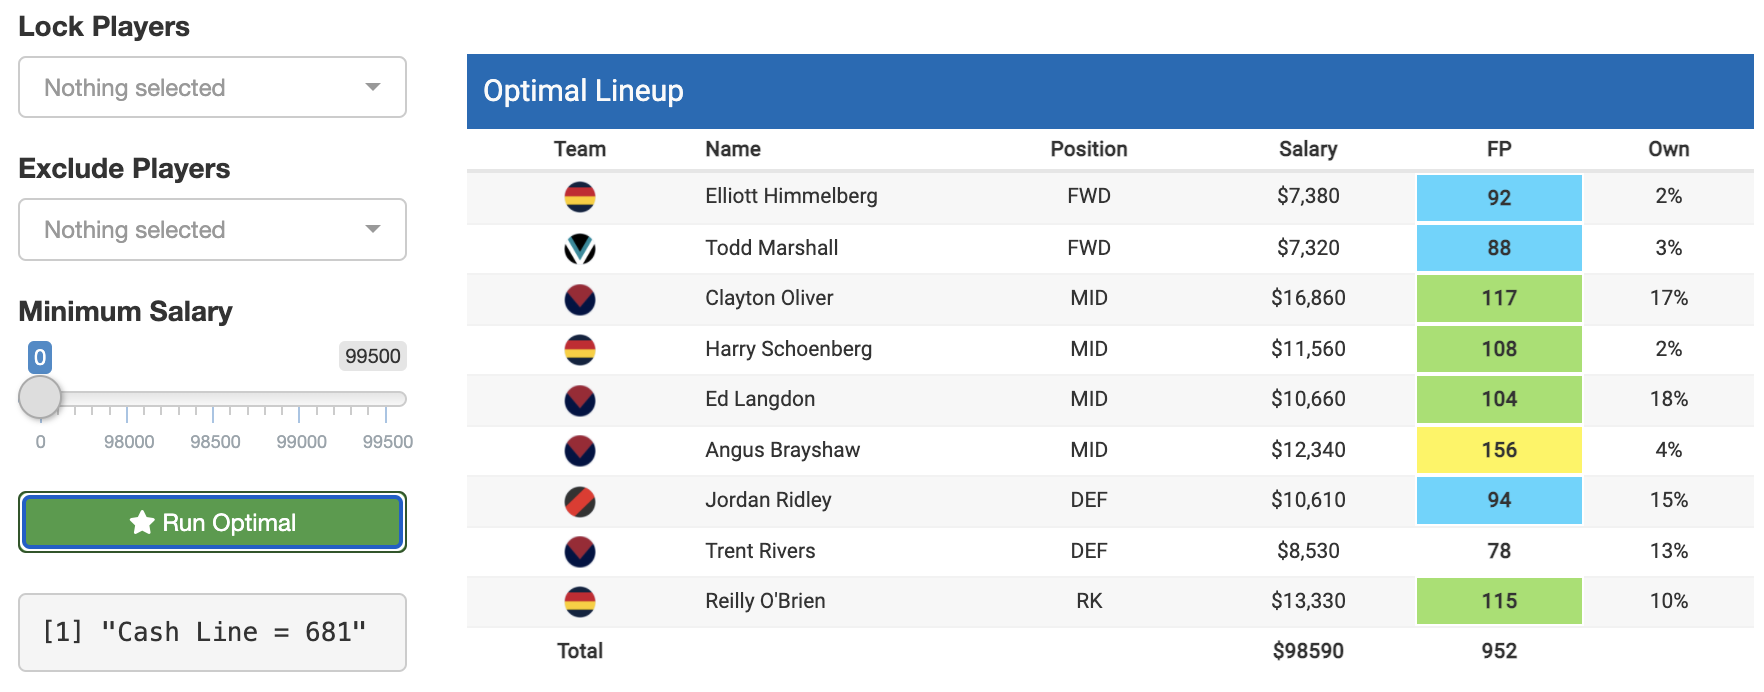 Lock Players
Nothing selected
Exclude Players
Nothing selected
Minimum Salary
0 99500
0 98000 98500 99000 99500
Run Optimal
[1] "Cash Line = 681"
Optimal Lineup
Team Name Position Salary FP Own
Elliott Himmelberg FWD $7,380 92 2%
Todd Marshall FWD $7,320 88 3%
Clayton Oliver MID $16,860 117 17%
Harry Schoenberg MID $11,560 108 2%
Ed Langdon MID $10,660 104 18%
Angus Brayshaw MID $12,340 156 4%
Jordan Ridley DEF $10,610 94 15%
Trent Rivers DEF $8,530 78 13%
Reilly O'Brien RK $13,330 115 10%
Total $98590 952